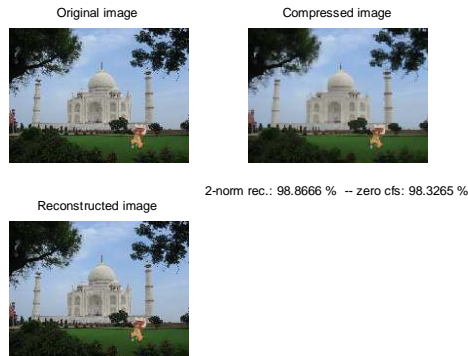 Original image
Compressed image
2-norm rec.: 98.8666 % -- zero cfs: 98.3265 %
Reconstructed image